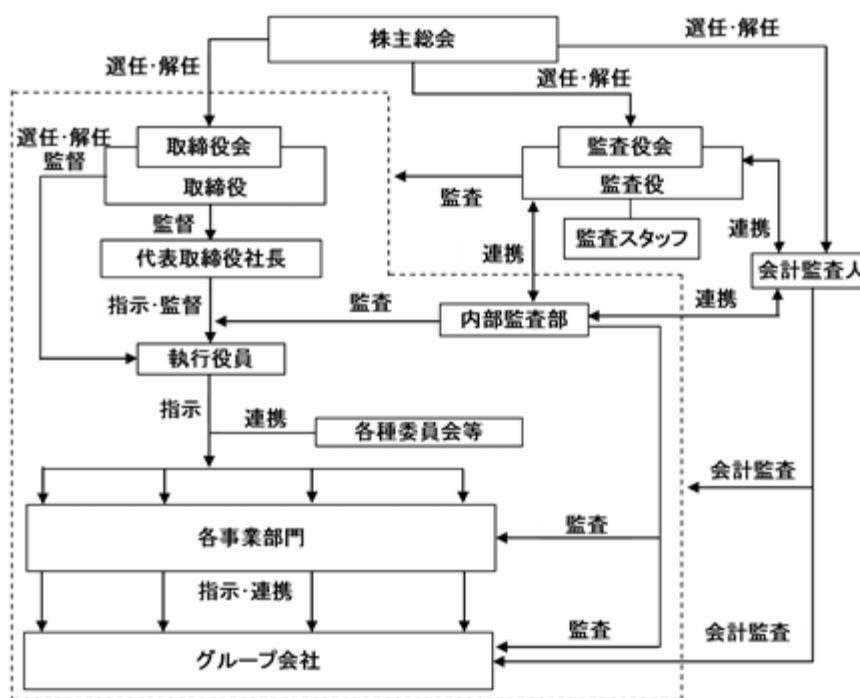 株主総会
選任・解任
選任・解任
選任・解任
取締役会
取締役
選任・解任
監督
監査役会
監査役
監査
監査スタッフ
連携
監督
連携
代表取締役社長
会計監査人
指示・監督
監査
内部監査部
連携
執行役員
指示
連携
各種委員会等
会計監査
各事業部門
監査
指示・連携
監査
会計監査
グループ会社